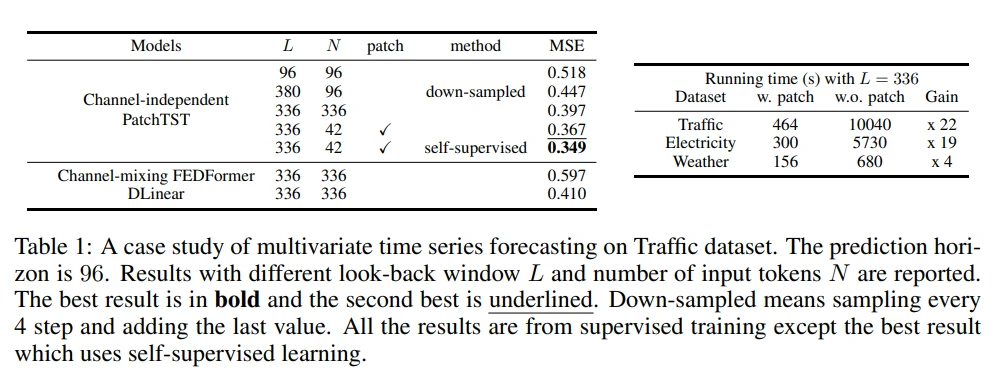 Models L N patch method MSE
96 96 0.518
380 96 down-sampled 0.447
Channel-independent
PatchTST
336 336 0.397
336 42 ✓ 0.367
336 42 ✓ self-supervised 0.349
Channel-mixing FEDFormer 336 336 0.597
DLinear 336 336 0.410
Running time (s) with L = 336
Dataset w. patch w.o. patch Gain
Traffic 464 10040 x 22
Electricity 300 5730 x 19
Weather 156 680 x 4
Table 1: A case study of multivariate time series forecasting on Traffic dataset. The prediction hori-
zon is 96. Results with different look-back window L and number of input tokens N are reported.
The best result is in bold and the second best is underlined. Down-sampled means sampling every
4 step and adding the last value. All the results are from supervised training except the best result
which uses self-supervised learning.